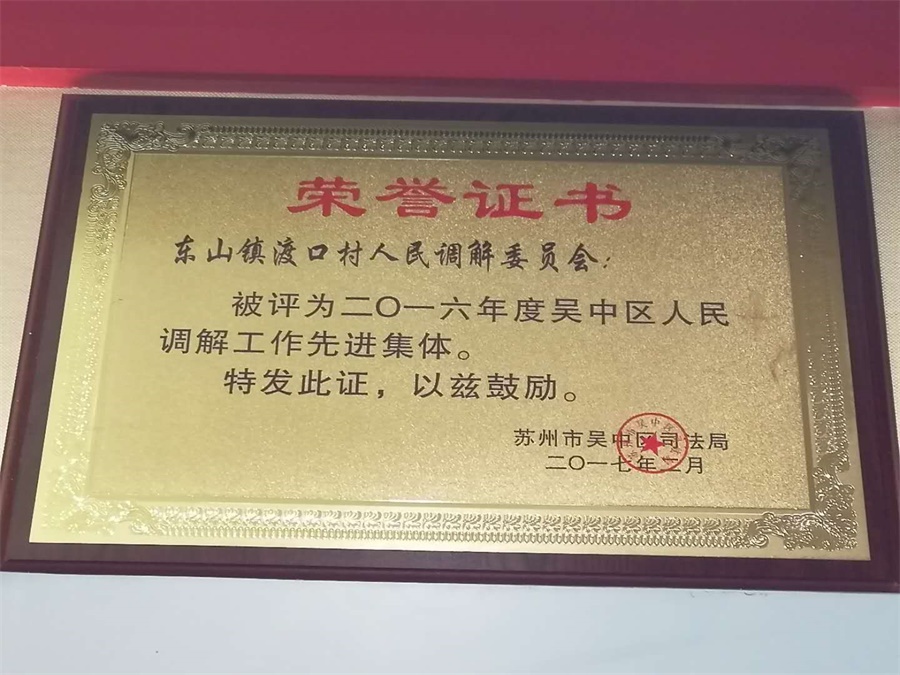 荣誉证书
东山镇渡口村人民调解委员会：
被评为二〇一六年度吴中区人民
调解工作先进集体。
特发此证，以兹鼓励。
苏州市吴中区司法局
二〇一七年二月